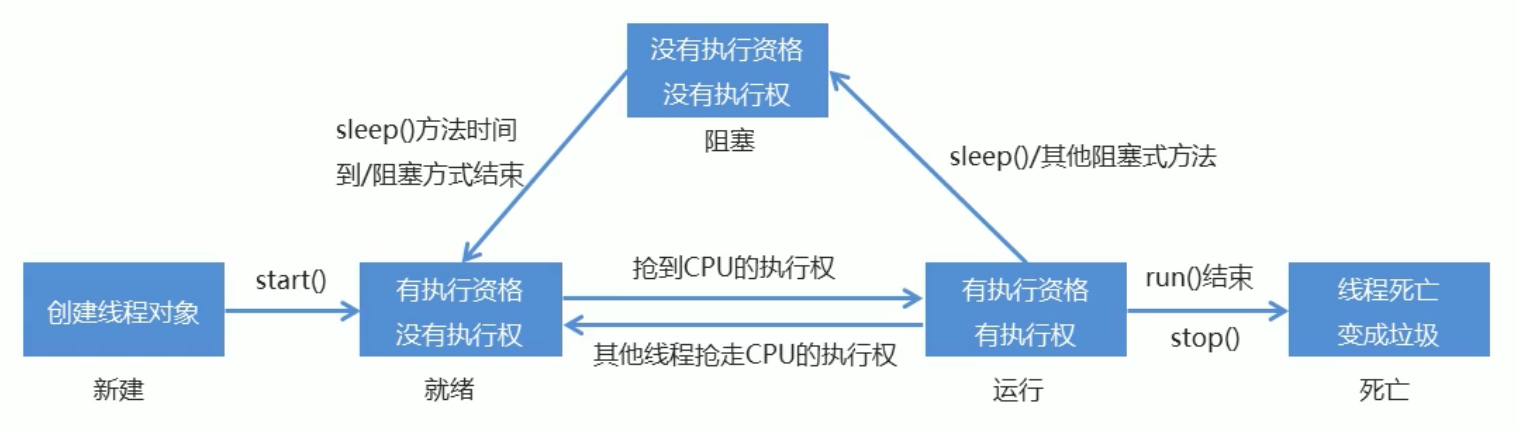 没有执行资格
没有执行权
阻塞
sleep()方法时间
到/阻塞方式结束
sleep()/其他阻塞式方法
创建线程对象
新建
start()
有执行资格
没有执行权
就绪
抢到CPU的执行权
其他线程抢走CPU的执行权
有执行资格
有执行权
运行
run()结束
stop()
线程死亡
变成垃圾
死亡